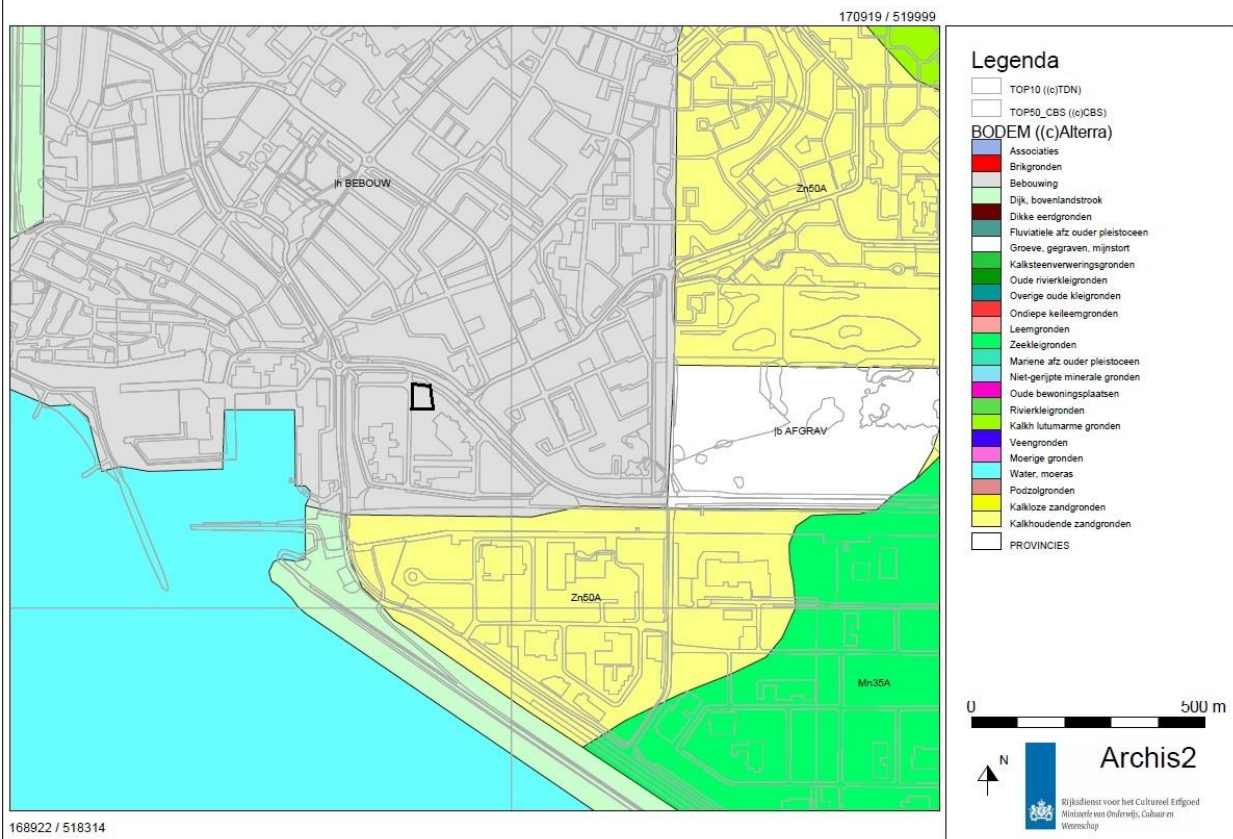 170919 / 519999
|h BEBOUW
Zn50A
|b AFGRAV
Zn50A
Mn35A
168922 / 518314
Legenda
TOP10 ((c)TDN)
TOP50_CBS ((c)CBS)
BODEM ((c)Alterra)
Associaties
Brikgronden
Bebouwing
Dijk, bovenlandstrook
Dikke eerdgronden
Fluviatiele afz ouder pleistoceen
Groeve, gegraven, mijnstort
Kalksteenverweringsgronden
Oude rivierkleigronden
Overige oude kleigronden
Ondiepe keileemgronden
Leemgronden
Zeekleigronden
Mariene afz ouder pleistoceen
Niet-gerijpte minerale gronden
Oude bewoningsplaatsen
Rivierkleigronden
Kalkh lutumarme gronden
Veengronden
Moerige gronden
Water, moeras
Podzolgronden
Kalkloze zandgronden
Kalkhoudende zandgronden
PROVINCIES
0 500 m
N
Archis2
Rijksdienst voor het Cultureel Erfgoed
Ministerie van Onderwijs, Cultuur en
Wetenschap